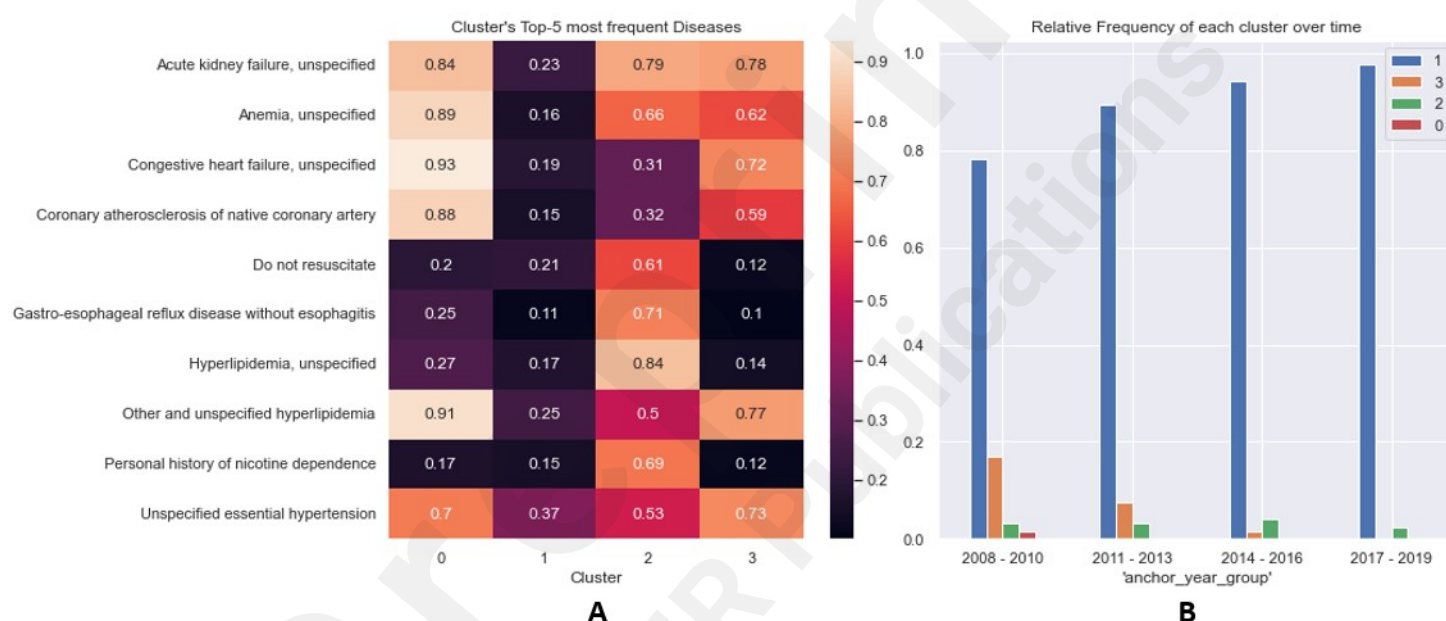 Cluster's Top-5 most frequent Diseases
Acute kidney failure, unspecified 0.84 0.23 0.79 0.78
Anemia, unspecified 0.89 0.16 0.66 0.62
Congestive heart failure, unspecified 0.93 0.19 0.31 0.72
Coronary atherosclerosis of native coronary artery 0.88 0.15 0.32 0.59
Do not resuscitate 0.2 0.21 0.61 0.12
Gastro-esophageal reflux disease without esophagitis 0.25 0.11 0.71 0.1
Hyperlipidemia, unspecified 0.27 0.17 0.84 0.14
Other and unspecified hyperlipidemia 0.91 0.25 0.5 0.77
Personal history of nicotine dependence 0.17 0.15 0.69 0.12
Unspecified essential hypertension 0.7 0.37 0.53 0.73
0 1 2 3
Cluster
A
0.9
0.8
0.7
0.6
0.5
0.4
0.3
0.2
Relative Frequency of each cluster over time
1.0
0.8
0.6
0.4
0.2
0.0
1
3
2
0
2008 - 2010 2011 - 2013 2014 - 2016 2017 - 2019
'anchor_year_group'
B
Publications